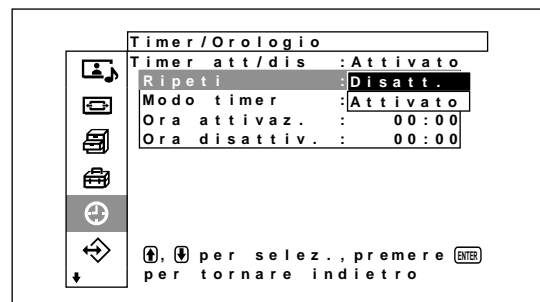 Timer/Orologio
Timer att/dis :Attivato
Ripeti :Disatt.
Modo timer :Attivato
Ora attivaz. : 00:00
Ora disattiv. : 00:00
, per selez., premere ENTER
per tornare indietro